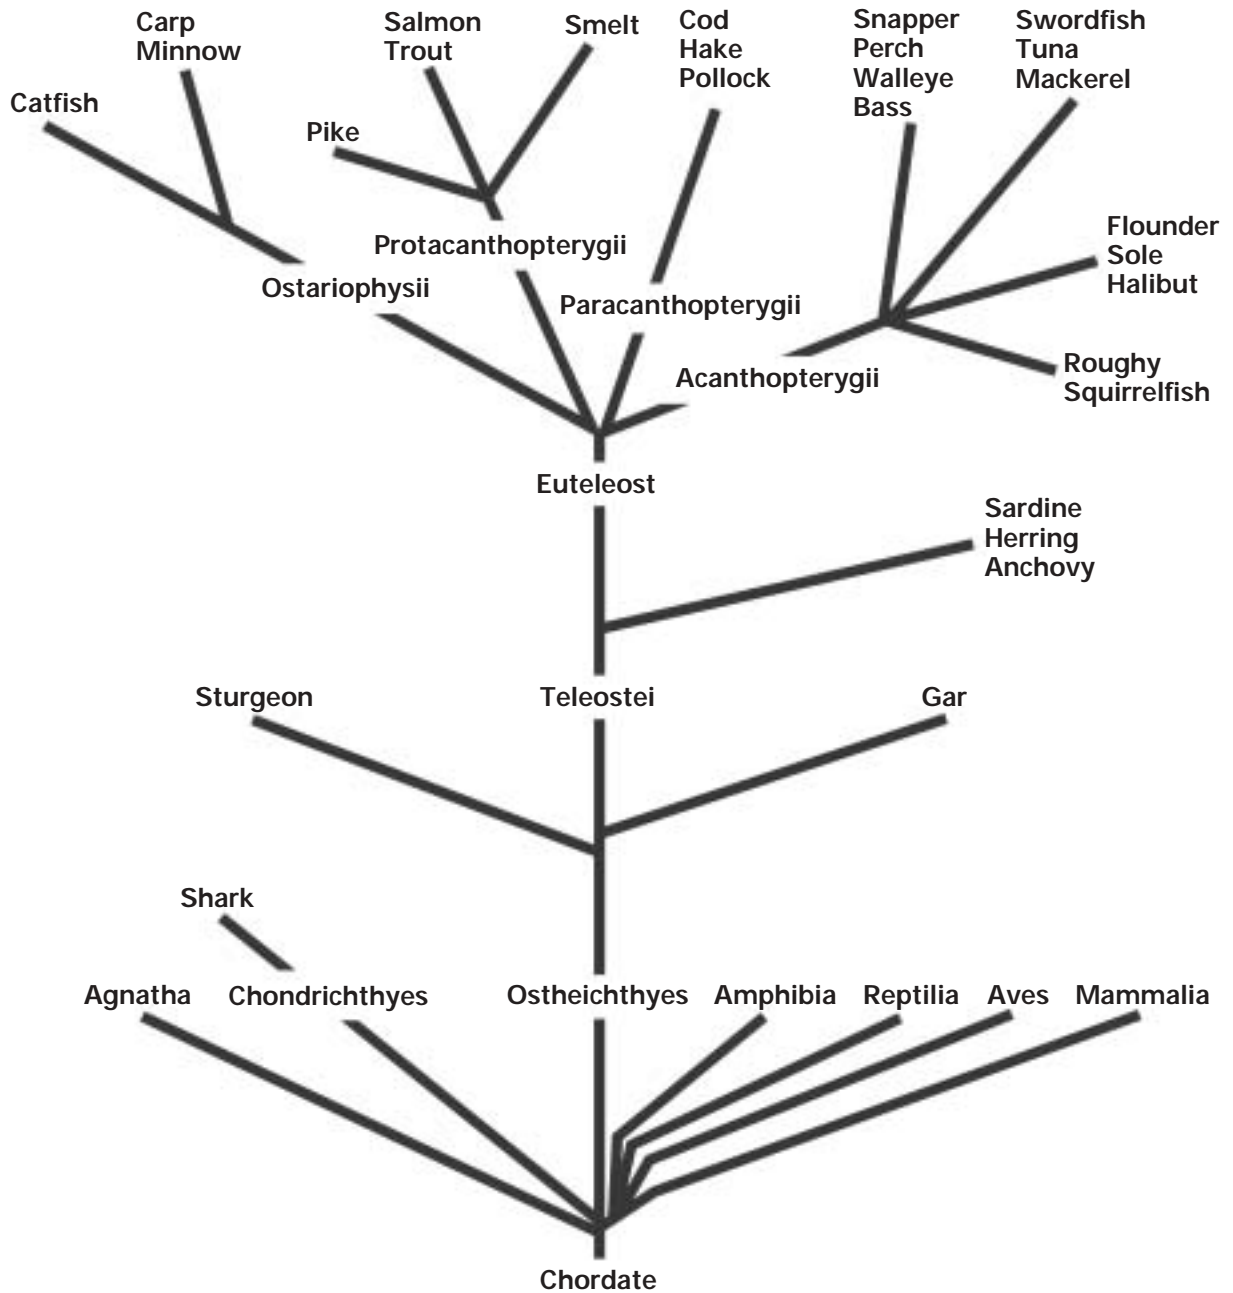 Carp
Minnow
Salmon
Trout
Smelt
Cod
Hake
Pollock
Snapper
Perch
Walleye
Bass
Swordfish
Tuna
Mackerel
Catfish
Pike
Flounder
Sole
Halibut
Protacanthopterygii
Ostariophysii
Paracanthopterygii
Acanthopterygii
Roughy
Squirrelfish
Euteleost
Sardine
Herring
Anchovy
Sturgeon
Teleostei
Gar
Shark
Agnatha
Chondrichthyes
Ostheichthyes
Amphibia
Reptilia
Aves
Mammalia
Chordate